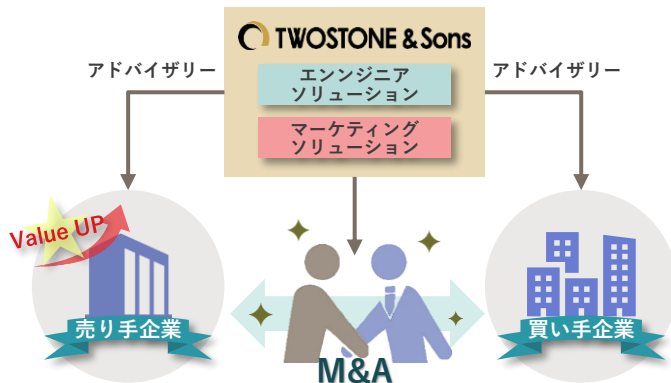 TWOSTONE & Sons
アドバイザリー
エンンジニア
ソリューション
アドバイザリー
マーケティング
ソリューション
Value UP
売り手企業
M&A
買い手企業